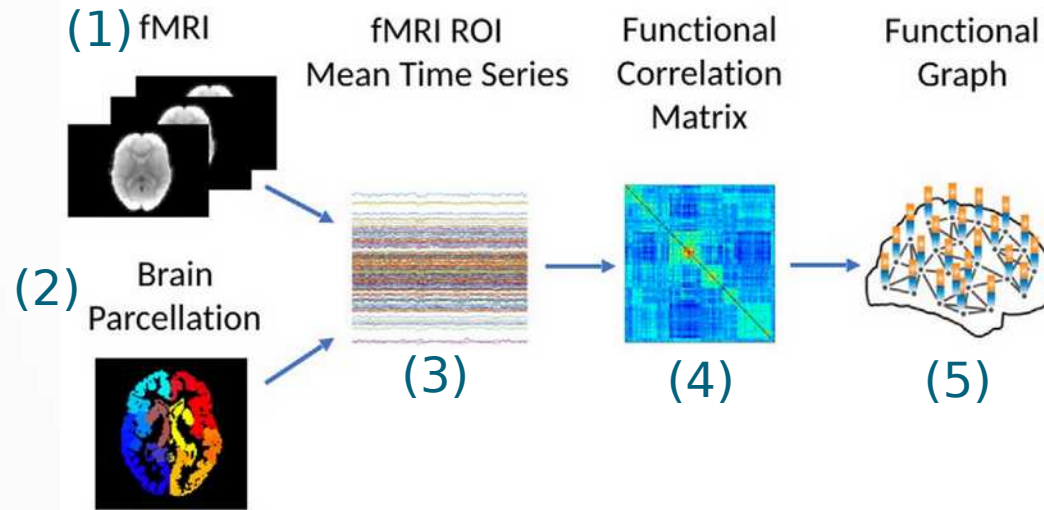 (1) fMRI
fMRI ROI
Mean Time Series
Functional
Correlation
Matrix
Functional
Graph
(2)
Brain
Parcellation
(3)
(4)
(5)